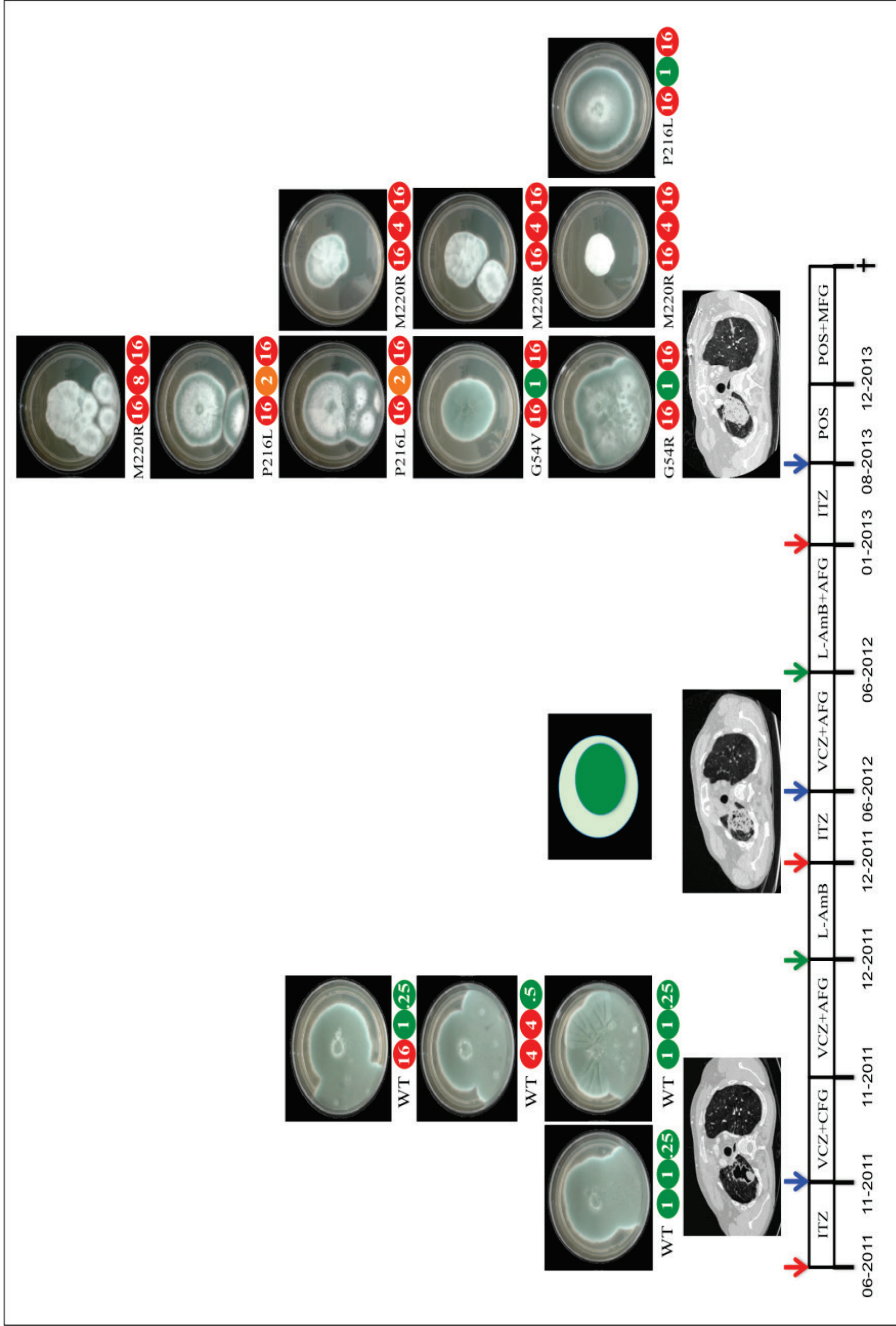 M220R 16 8 16
P216L 16 2 16
WT 16 1 .25 P216L 16 2 16 M220R 16 4 16
WT 4 4 .5 G54V 16 1 16 M220R 16 4 16
WT 1 1 .25 WT 1 1 .25 G54R 16 1 16 M220R 16 4 16 P216L 16 1 16
ITZ VCZ+CFG VCZ+AFG L-AmB ITZ VCZ+AFG L-AmB+AFG ITZ POS POS+MFG
06-2011 11-2011 11-2011 12-2011 12-2011 06-2012 06-2012 01-2013 08-2013 12-2013 +